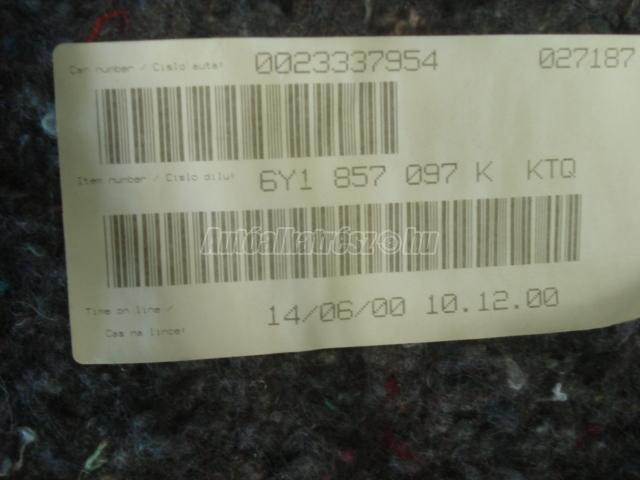 Car number / Cislo auta: 0023337954 027187
Item number / Cislo dilu: 6Y1 857 097 K KTQ
Autóalkatrész.hu
Time on line / 14/06/00 10.12.00
Cas na lince: